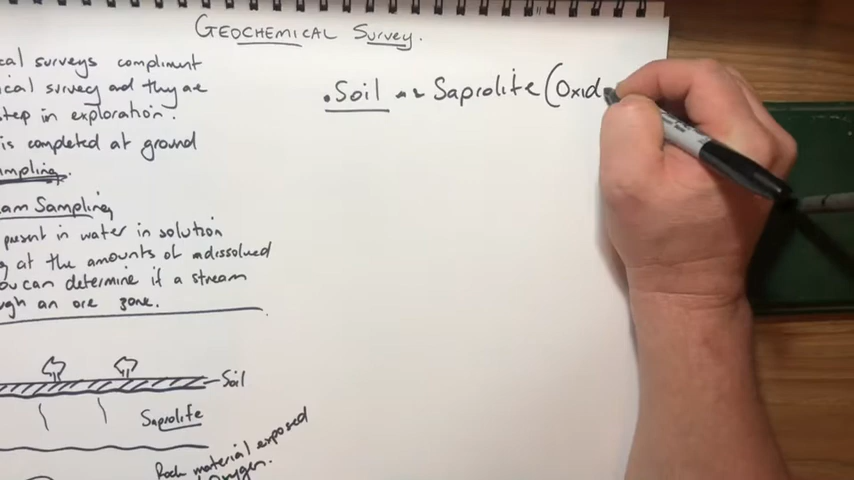 GEOCHEMICAL Survey.
cal surveys compliment
ical survey and they are
step in exploration.
is completed at ground
mpling.
am Sampling
present in water in solution
g at the amounts of dissolved
ou can determine if a stream
ugh an ore zone.
Soil
Saprolite
Rock material exposed
Oxygen.
. Soil Saprolite (Oxid